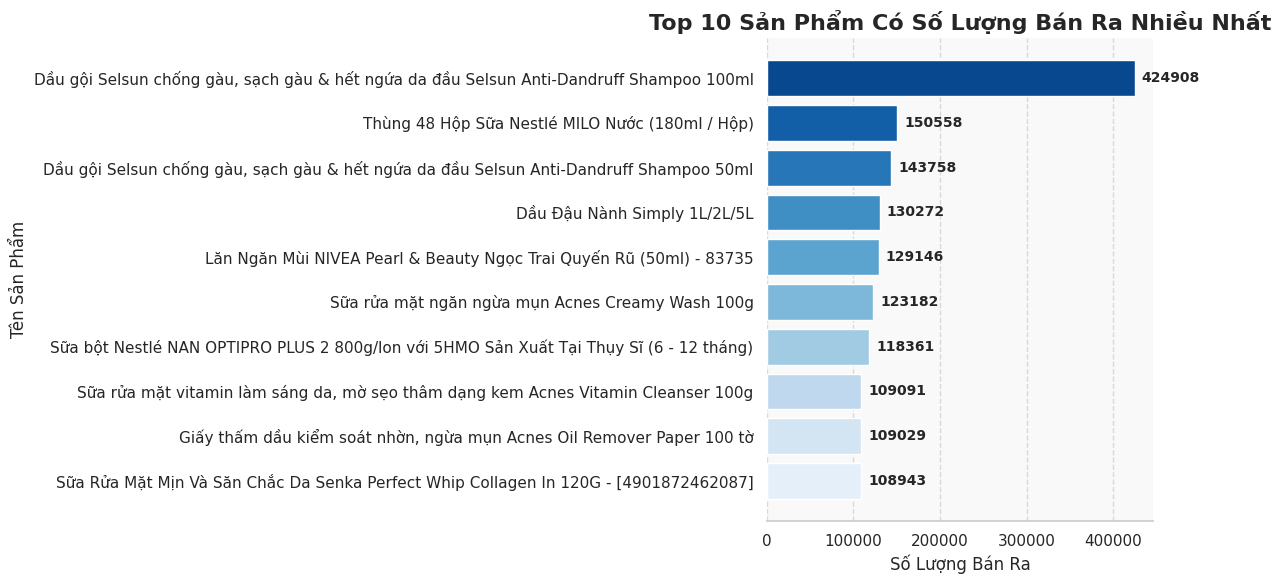 Top 10 Sản Phẩm Có Số Lượng Bán Ra Nhiều Nhất
Tên Sản Phẩm
Dầu gội Selsun chống gàu, sạch gàu & hết ngứa da đầu Selsun Anti-Dandruff Shampoo 100ml 424908
Thùng 48 Hộp Sữa Nestlé MILO Nước (180ml / Hộp) 150558
Dầu gội Selsun chống gàu, sạch gàu & hết ngứa da đầu Selsun Anti-Dandruff Shampoo 50ml 143758
Dầu Đậu Nành Simply 1L/2L/5L 130272
Lăn Ngăn Mùi NIVEA Pearl & Beauty Ngọc Trai Quyến Rũ (50ml) - 83735 129146
Sữa rửa mặt ngăn ngừa mụn Acnes Creamy Wash 100g 123182
Sữa bột Nestlé NAN OPTIPRO PLUS 2 800g/lon với 5HMO Sản Xuất Tại Thụy Sĩ (6 - 12 tháng) 118361
Sữa rửa mặt vitamin làm sáng da, mờ sẹo thâm dạng kem Acnes Vitamin Cleanser 100g 109091
Giấy thấm dầu kiểm soát nhờn, ngừa mụn Acnes Oil Remover Paper 100 tờ 109029
Sữa Rửa Mặt Mịn Và Săn Chắc Da Senka Perfect Whip Collagen In 120G - [4901872462087] 108943
0 100000 200000 300000 400000
Số Lượng Bán Ra